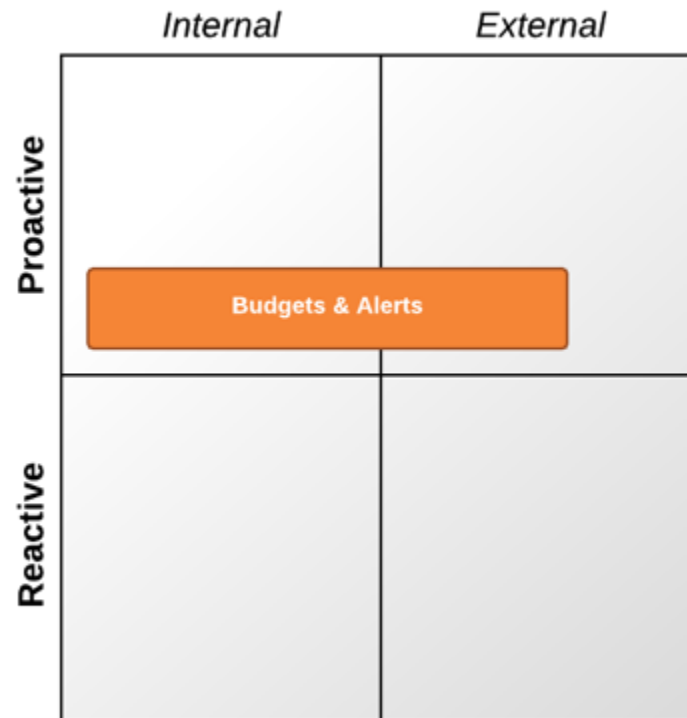 Internal
External
Proactive
Budgets & Alerts
Reactive